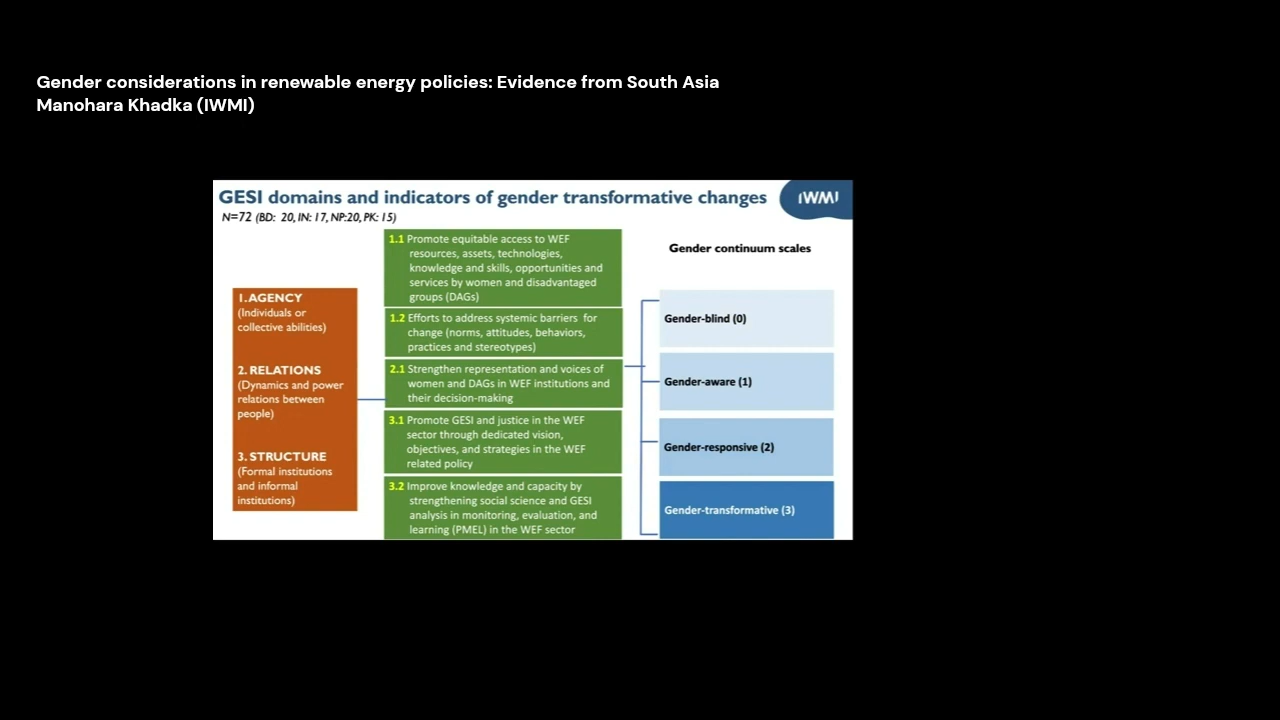 Gender considerations in renewable energy policies: Evidence from South Asia
Manohara Khadka (IWMI)
GESI domains and indicators of gender transformative changes
IWMI
N=72 (BD: 20, IN: 17, NP:20, PK: 15)
1.AGENCY
(Individuals or
collective abilities)
2. RELATIONS
(Dynamics and power
relations between
people)
3. STRUCTURE
(Formal institutions
and informal
institutions)
1.1 Promote equitable access to WEF
resources, assets, technologies,
knowledge and skills, opportunities and
services by women and disadvantaged
groups (DAGs)
1.2 Efforts to address systemic barriers for
change (norms, attitudes, behaviors,
practices and stereotypes)
2.1 Strengthen representation and voices of
women and DAGs in WEF institutions and
their decision-making
3.1 Promote GESI and justice in the WEF
sector through dedicated vision,
objectives, and strategies in the WEF
related policy
3.2 Improve knowledge and capacity by
strengthening social science and GESI
analysis in monitoring, evaluation, and
learning (PMEL) in the WEF sector
Gender continuum scales
Gender-blind (0)
Gender-aware (1)
Gender-responsive (2)
Gender-transformative (3)